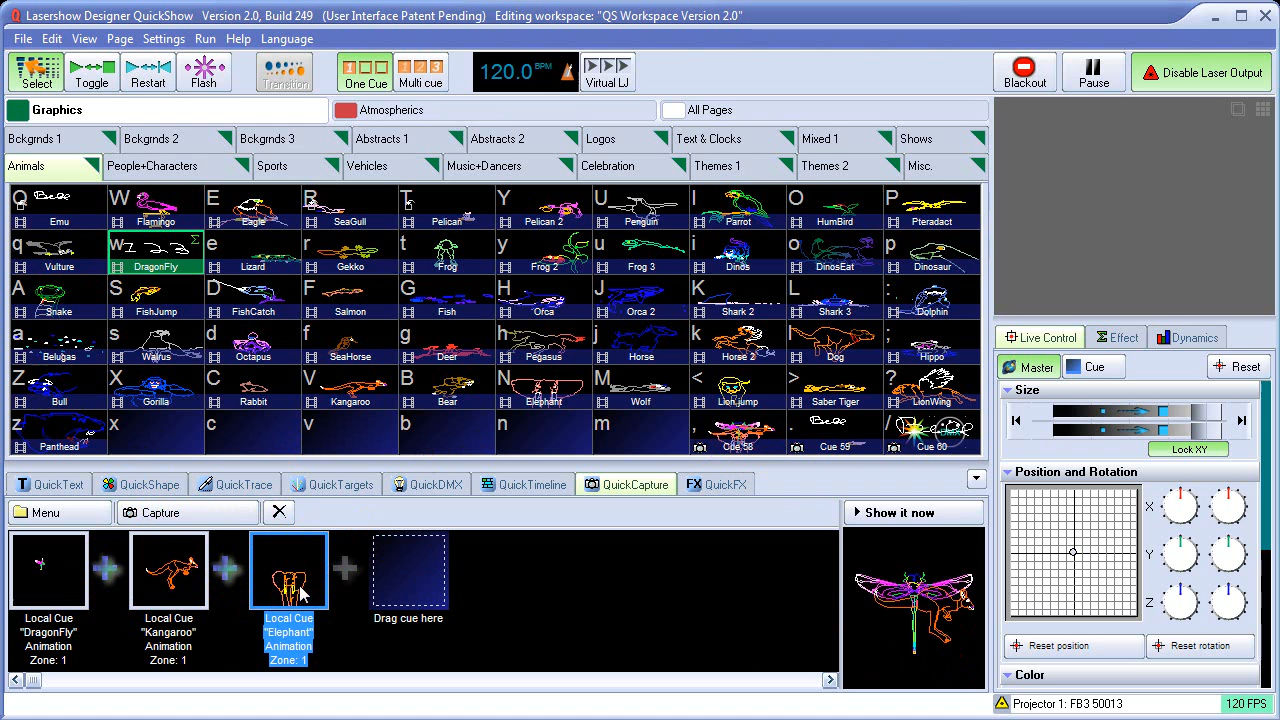 Lasershow Designer QuickShow Version 2.0, Build 249 (User Interface Patent Pending) Editing workspace: "QS Workspace Version 2.0"
File Edit View Page Settings Run Help Language
Select Toggle Restart Flash Transition One Cue Multi cue 120.0 BPM Virtual LJ Blackout Pause Disable Laser Output
Graphics Atmospherics All Pages
Bckgrnds 1 Bckgrnds 2 Bckgrnds 3 Abstracts 1 Abstracts 2 Logos Text & Clocks Mixed 1 Shows
Animals People+Characters Sports Vehicles Music+Dancers Celebration Themes 1 Themes 2 Misc.
Q W E R T Y U I O P
Emu Flamingo Eagle SeaGull Pelican Pelican 2 Penguin Parrot HumBird Pteradact
q w e r t y u i o p
Vulture DragonFly Lizard Gekko Frog Frog 2 Frog 3 Dinos DinosEat Dinosaur
A S D F G H J K L :
Snake FishJump FishCatch Salmon Fish Orca Orca 2 Shark 2 Shark 3 Dolphin
a s d f g h j k l ;
Belugas Walrus Octapus SeaHorse Deer Pegasus Horse Horse 2 Dog Hippo
Z X C V B N M < > ?
Bull Gorilla Rabbit Kangaroo Bear Elephant Wolf Lion jump Saber Tiger LionWing
z x c v b n m , . /
Panthead Cue 58 Cue 59 Cue 60
QuickText QuickShape QuickTrace QuickTargets QuickDMX QuickTimeline QuickCapture FX QuickFX
Menu Capture Show it now
Local Cue Local Cue Local Cue Drag cue here
"DragonFly" "Kangaroo" "Elephant"
Animation Animation Animation
Zone: 1 Zone: 1 Zone: 1
Live Control Effect Dynamics
Master Cue Reset
Size
Lock XY
Position and Rotation
X
Y
Z
Reset position Reset rotation
Color
Projector 1: FB3 50013 120 FPS